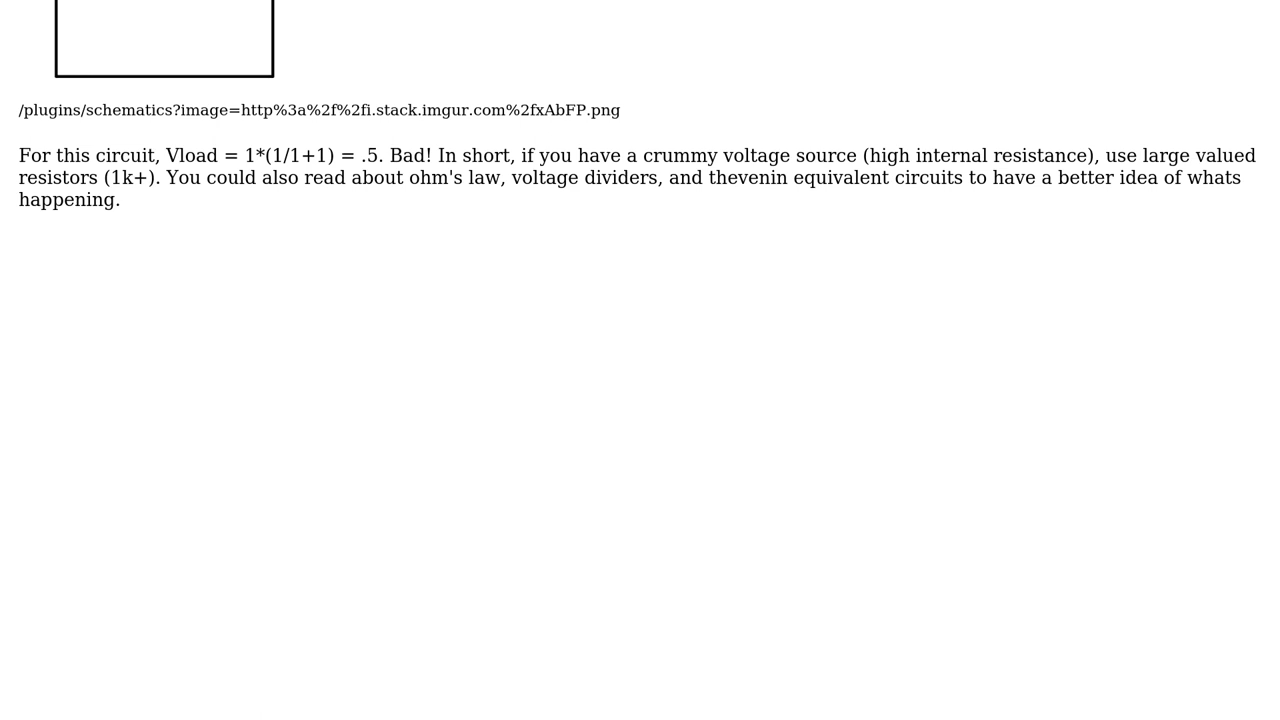 /plugins/schematics?image=http%3a%2f%2fi.stack.imgur.com%2fxAbFP.png
For this circuit, Vload = 1*(1/1+1) = .5. Bad! In short, if you have a crummy voltage source (high internal resistance), use large valued
resistors (1k+). You could also read about ohm's law, voltage dividers, and thevenin equivalent circuits to have a better idea of whats
happening.